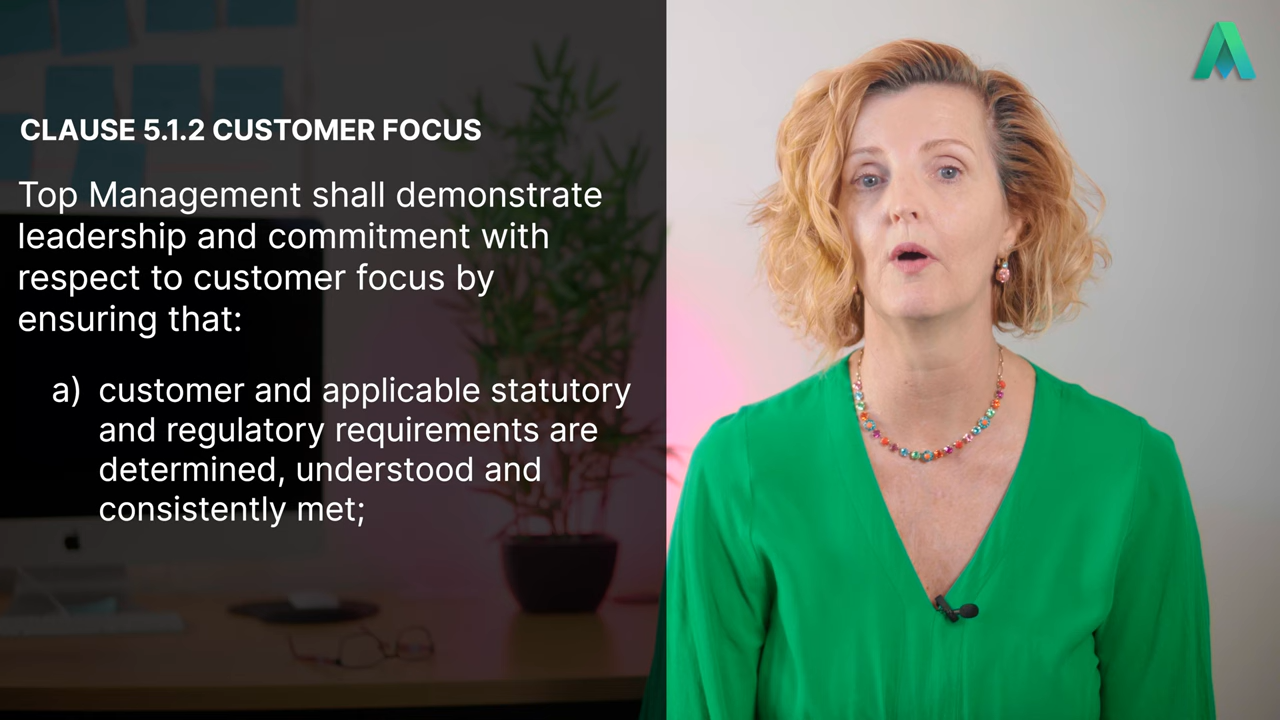 CLAUSE 5.1.2 CUSTOMER FOCUS
Top Management shall demonstrate
leadership and commitment with
respect to customer focus by
ensuring that:
a) customer and applicable statutory
and regulatory requirements are
determined, understood and
consistently met;